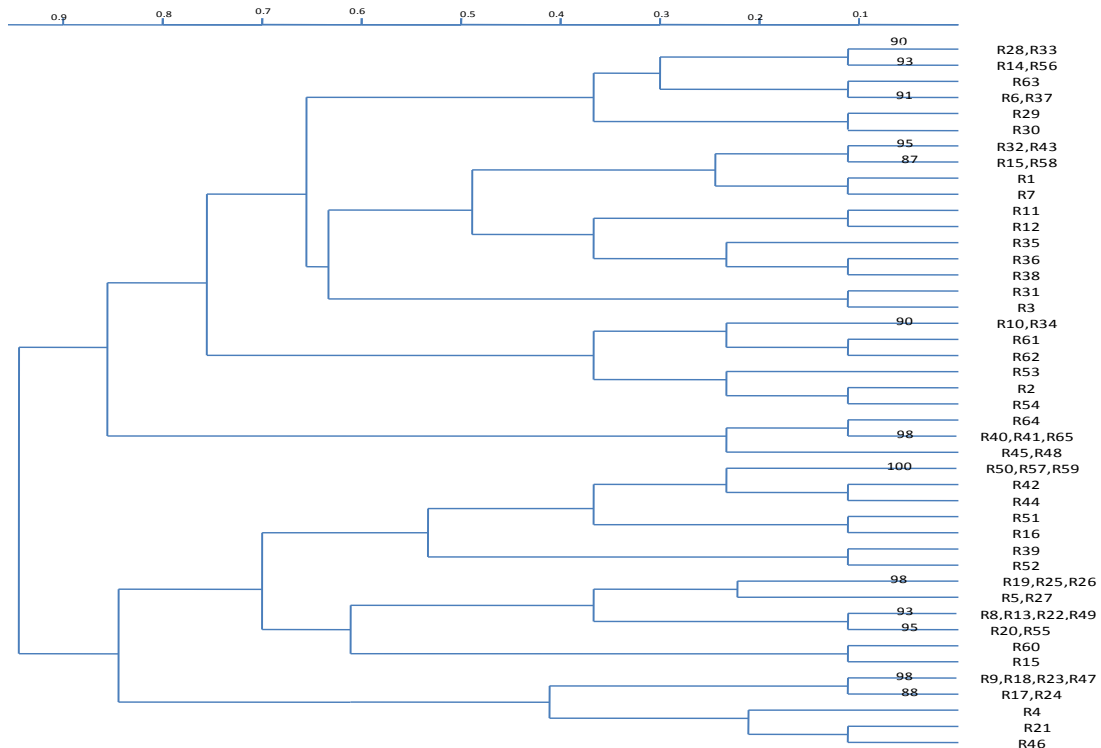 0.9 0.8 0.7 0.6 0.5 0.4 0.3 0.2 0.1
90 R28,R33
93 R14,R56
R63
91 R6,R37
R29
R30
95 R32,R43
87 R15,R58
R1
R7
R11
R12
R35
R36
R38
R31
R3
90 R10,R34
R61
R62
R53
R2
R54
R64
98 R40,R41,R65
R45,R48
100 R50,R57,R59
R42
R44
R51
R16
R39
R52
98 R19,R25,R26
R5,R27
93 R8,R13,R22,R49
95 R20,R55
R60
R15
98 R9,R18,R23,R47
88 R17,R24
R4
R21
R46